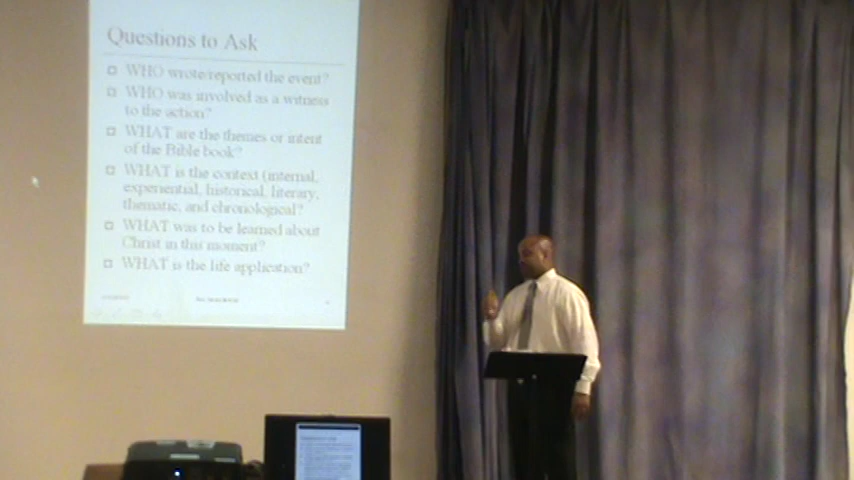 Questions to Ask
WHO wrote/reported the event?
WHO was involved as a witness
to the action?
WHAT are the themes or intent
of the Bible book?
WHAT is the context (internal,
experiential, historical, literary,
thematic, and chronological?
WHAT was to be learned about
Christ in this moment?
WHAT is the life application?